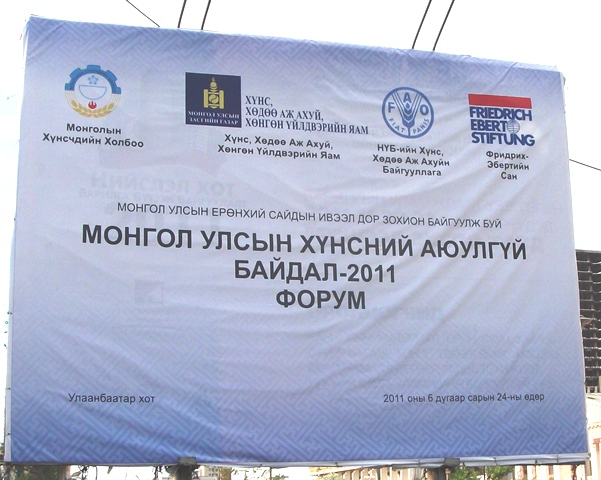 Монголын
Хүнсчдийн Холбоо
МОНГОЛ УЛСЫН
ЗАСГИЙН ГАЗАР
ХҮНС,
ХӨДӨӨ АЖ АХУЙ,
ХӨНГӨН ҮЙЛДВЭРИЙН ЯАМ
Хүнс, Хөдөө Аж Ахуй,
Хөнгөн Үйлдвэрийн Яам
F A O
FIAT PANIS
НҮБ-ийн Хүнс,
Хөдөө Аж Ахуйн
Байгууллага
FRIEDRICH
EBERT
STIFTUNG
Фридрих-
Эбертийн
Сан
МОНГОЛ УЛСЫН ЕРӨНХИЙ САЙДЫН ИВЭЭЛ ДОР ЗОХИОН БАЙГУУЛЖ БУЙ
МОНГОЛ УЛСЫН ХҮНСНИЙ АЮУЛГҮЙ
БАЙДАЛ-2011
ФОРУМ
Улаанбаатар хот
2011 оны 6 дугаар сарын 24-ны өдөр